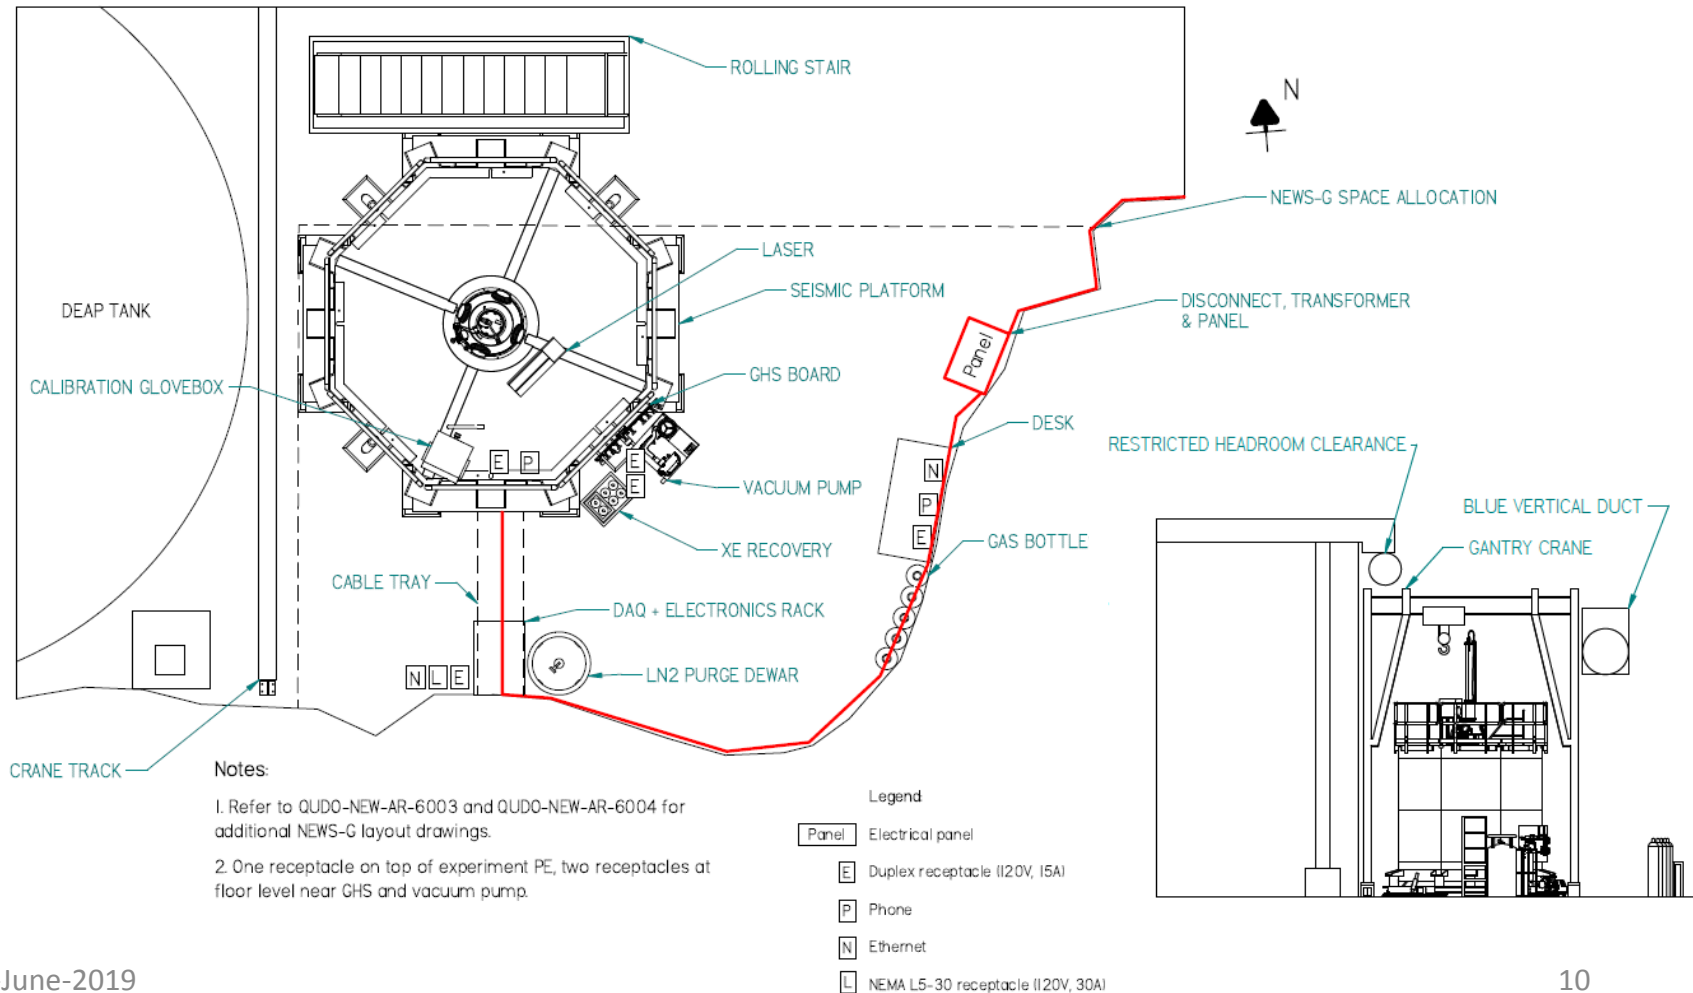 ROLLING STAIR
N
NEWS-G SPACE ALLOCATION
LASER
SEISMIC PLATFORM
DISCONNECT, TRANSFORMER
& PANEL
DEAP TANK
Panel
CALIBRATION GLOVEBOX
GHS BOARD
DESK
RESTRICTED HEADROOM CLEARANCE
E P E
E
N
P
E
VACUUM PUMP
BLUE VERTICAL DUCT
XE RECOVERY
GAS BOTTLE
GANTRY CRANE
CABLE TRAY
DAQ + ELECTRONICS RACK
N L E
LN2 PURGE DEWAR
CRANE TRACK
Notes:
1. Refer to QUDO-NEW-AR-6003 and QUDO-NEW-AR-6004 for
additional NEWS-G layout drawings.
2. One receptacle on top of experiment PE, two receptacles at
floor level near GHS and vacuum pump.
Legend
Panel Electrical panel
E Duplex receptacle (120V, 15A)
P Phone
N Ethernet
L NEMA L5-30 receptacle (120V, 30A)
June-2019
10